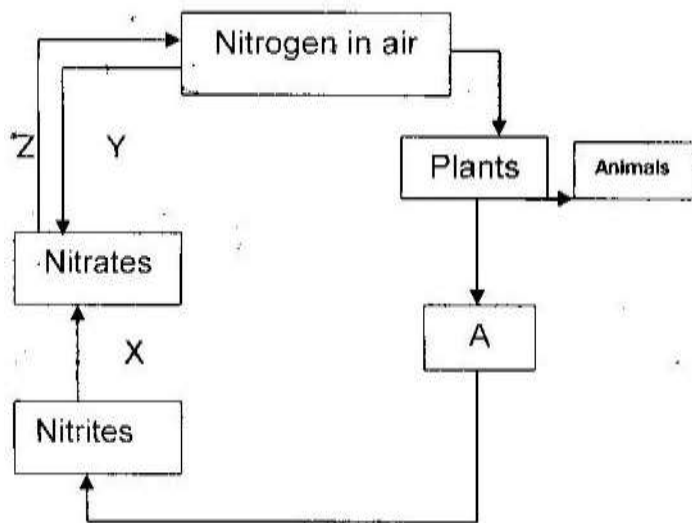 Nitrogen in air
Z
Y
Plants
Animals
Nitrates
A
X
Nitrites